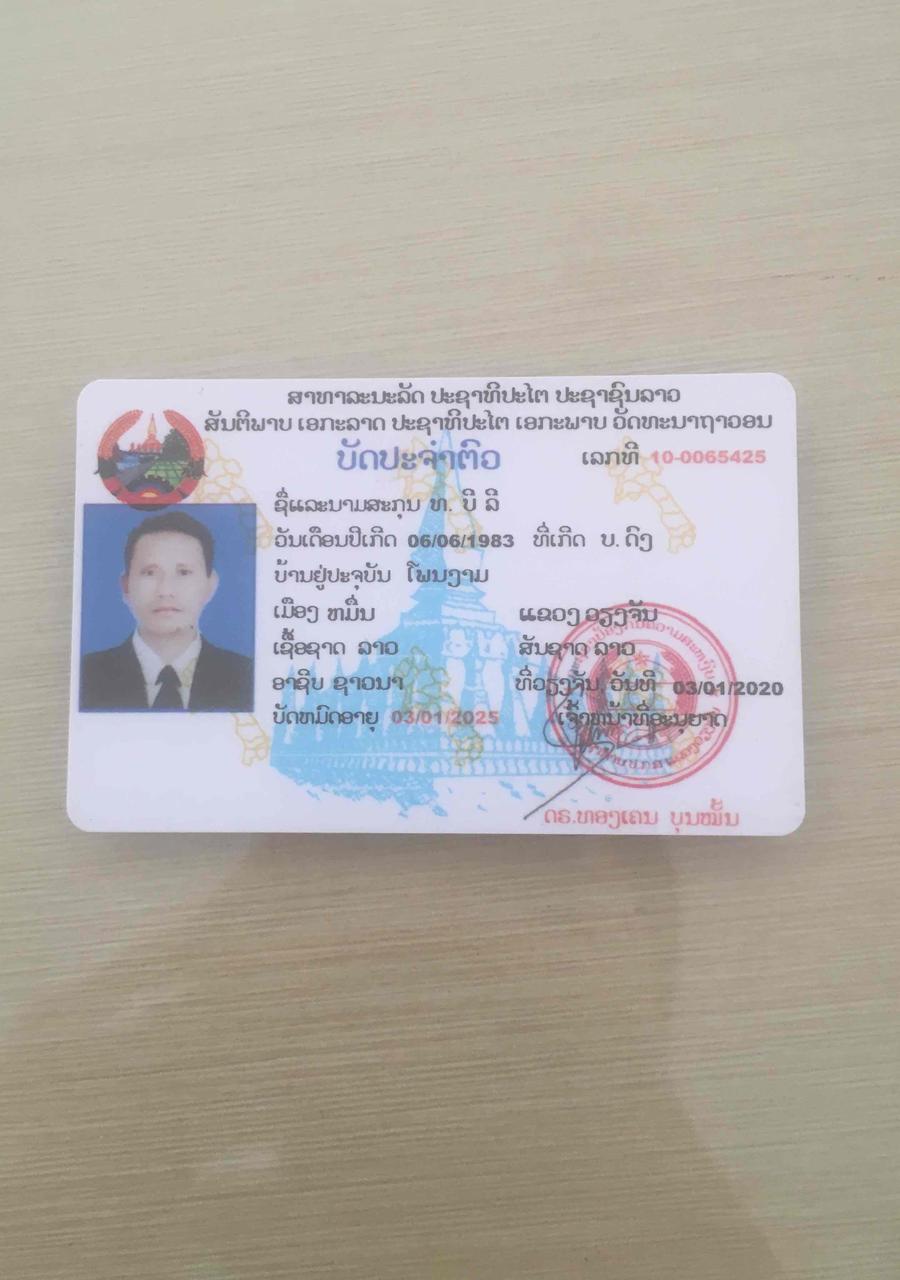 ສາທາລະນະລັດ ປະຊາທິປະໄຕ ປະຊາຊົນລາວ
ສັນຕິພາບ ເອກະລາດ ປະຊາທິປະໄຕ ເອກະພາບ ວັດທະນາຖາວອນ
ບັດປະຈຳຕົວ ເລກທີ 10-0065425
ຊື່ແລະນາມສະກຸນ ທ. ບີ ລີ
ວັນເດືອນປີເກີດ 06/06/1983 ທີ່ເກີດ ບ. ດົງ
ບ້ານຢູ່ປະຈຸບັນ ໂພນງາມ
ເມືອງ ຫມື່ນ ແຂວງ ວຽງຈັນ
ເຊື້ອຊາດ ລາວ ສັນຊາດ ລາວ
ອາຊີບ ຊາວນາ ທີ່ວຽງຈັນ, ວັນທີ 03/01/2020
ບັດຫມົດອາຍຸ 03/01/2025 ເຈົ້າຫນ້າທີ່ອະນຸຍາດ
ດຣ.ທອງເຄນ ບຸນໝັ້ນ